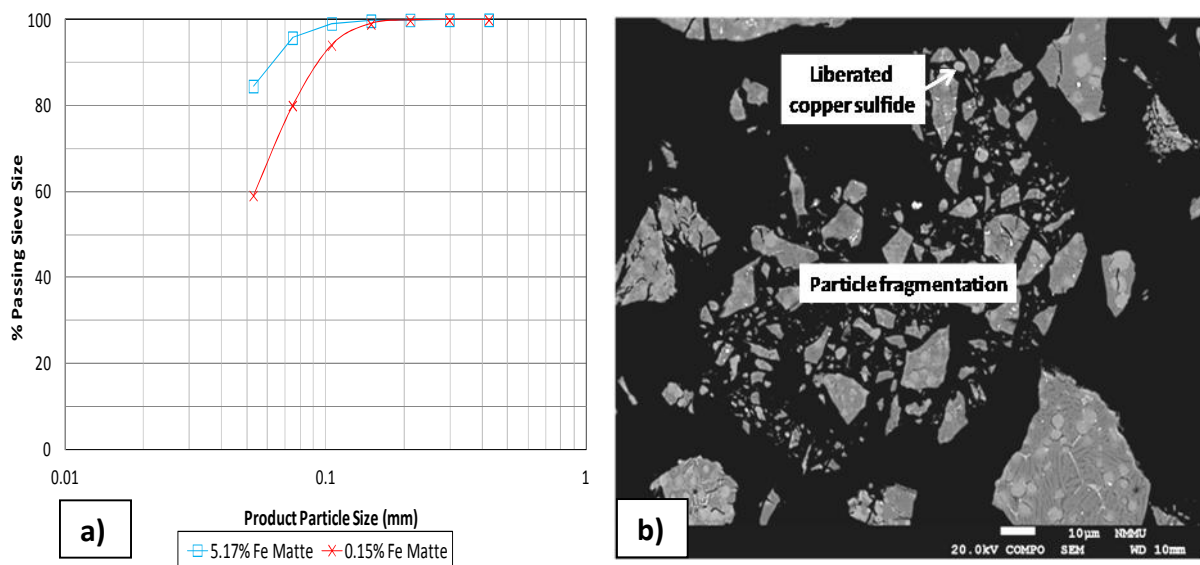 100
80
60
40
20
0
% Passing Sieve Size
0.01
0.1
1
Product Particle Size (mm)
5.17% Fe Matte
0.15% Fe Matte
a)
Liberated
copper sulfide
Particle fragmentation
b)
10µm NMMU
20.0kV COMPO SEM WD 10mm